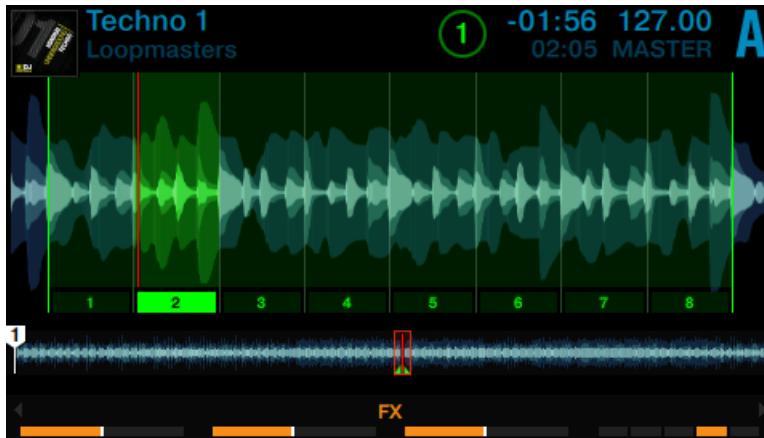 Techno 1
Loopmasters
1
-01:56 127.00
02:05 MASTER
A
1 2 3 4 5 6 7 8
1
FX